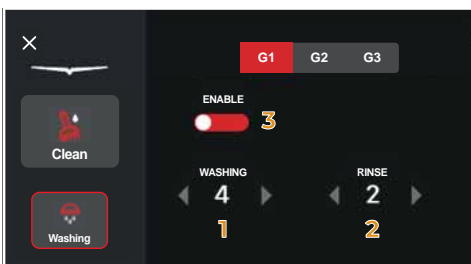 G1 G2 G3
ENABLE
3
Clean
WASHING RINSE
4 2
1 2
Washing